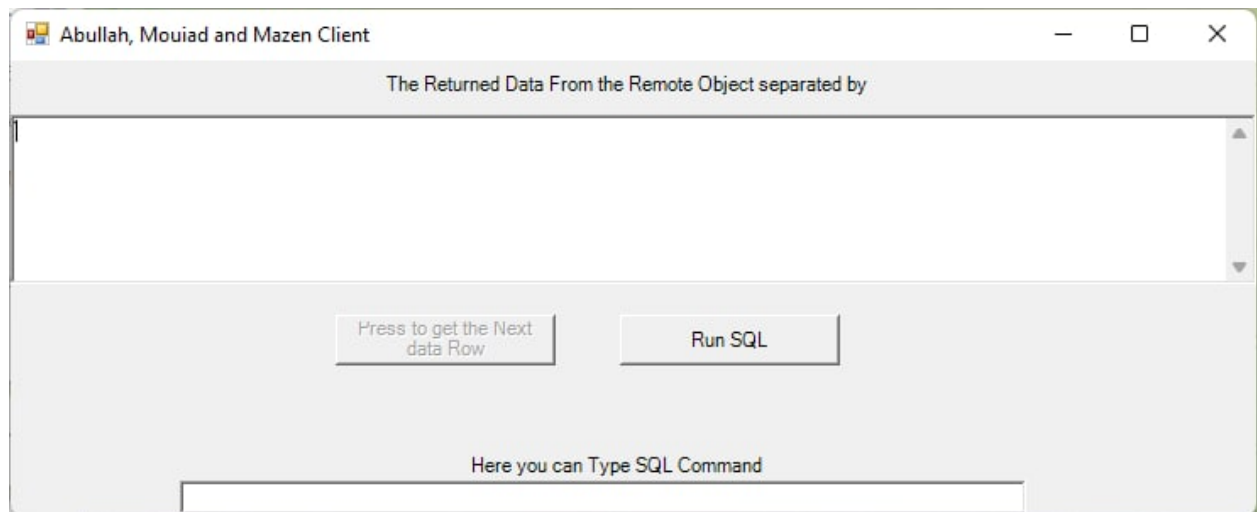 Abullah, Mouiad and Mazen Client
The Returned Data From the Remote Object separated by
Press to get the Next
data Row
Run SQL
Here you can Type SQL Command